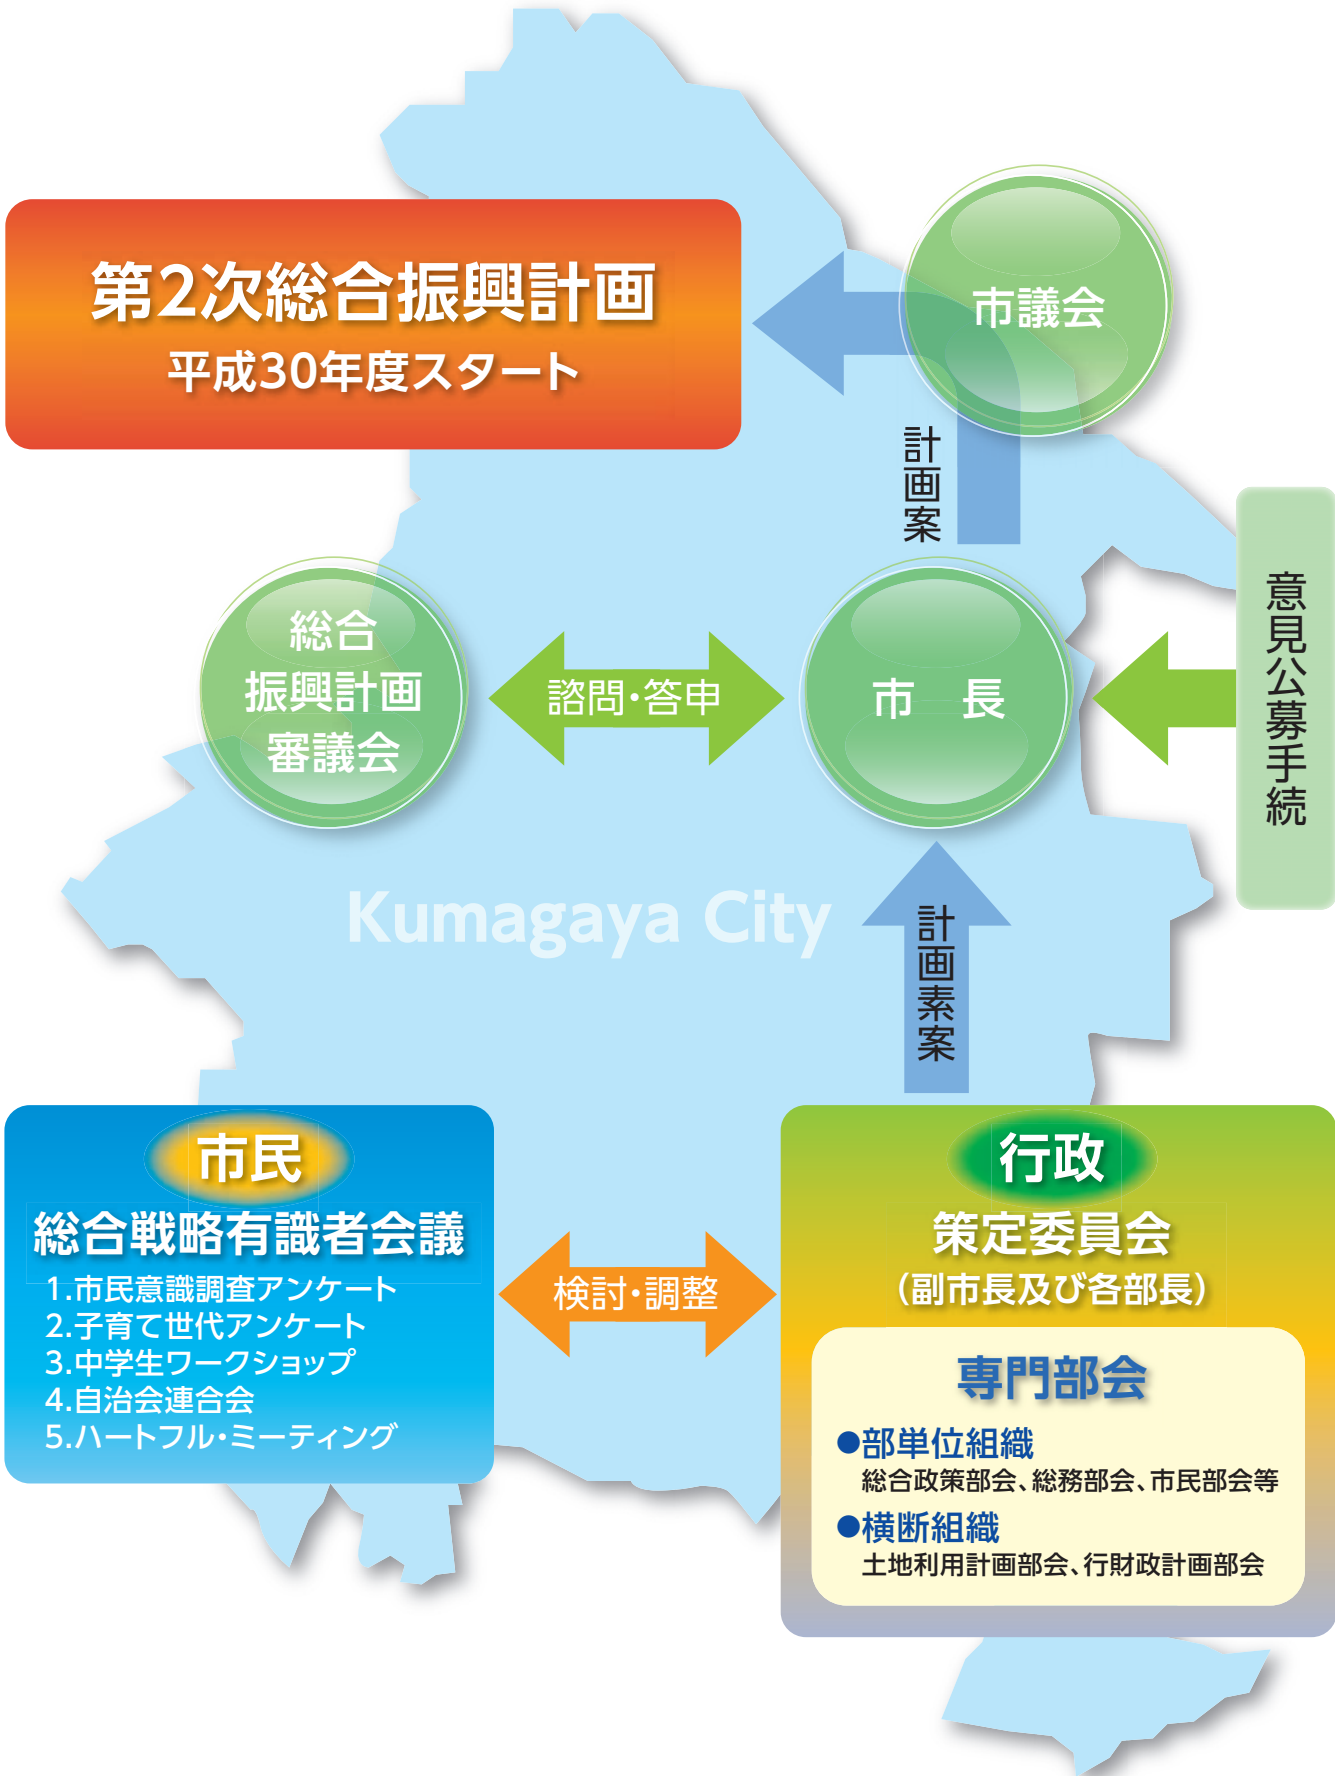 第2次総合振興計画
平成30年度スタート
市議会
計画案
意見公募手続
総合
振興計画
審議会
諮問・答申
市　長
Kumagaya City
計画素案
市民
総合戦略有識者会議
1.市民意識調査アンケート
2.子育て世代アンケート
3.中学生ワークショップ
4.自治会連合会
5.ハートフル・ミーティング
検討・調整
行政
策定委員会
（副市長及び各部長）
専門部会
●部単位組織
総合政策部会、総務部会、市民部会等
●横断組織
土地利用計画部会、行財政計画部会